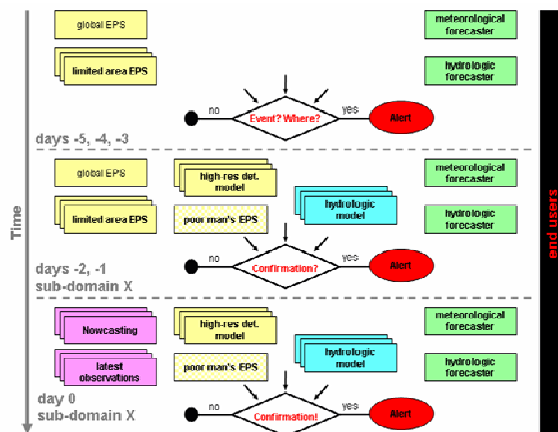 global EPS
meteorological
forecaster
limited area EPS
hydrologic
forecaster
no
Event? Where?
yes
Alert
days -5, -4, -3
global EPS
high-res det.
model
meteorological
forecaster
limited area EPS
poor man's EPS
hydrologic
model
hydrologic
forecaster
no
Confirmation?
yes
Alert
days -2, -1
sub-domain X
Nowcasting
high-res det.
model
meteorological
forecaster
latest
observations
poor man's EPS
hydrologic
model
hydrologic
forecaster
no
Confirmation!
yes
Alert
day 0
sub-domain X
Time
end users